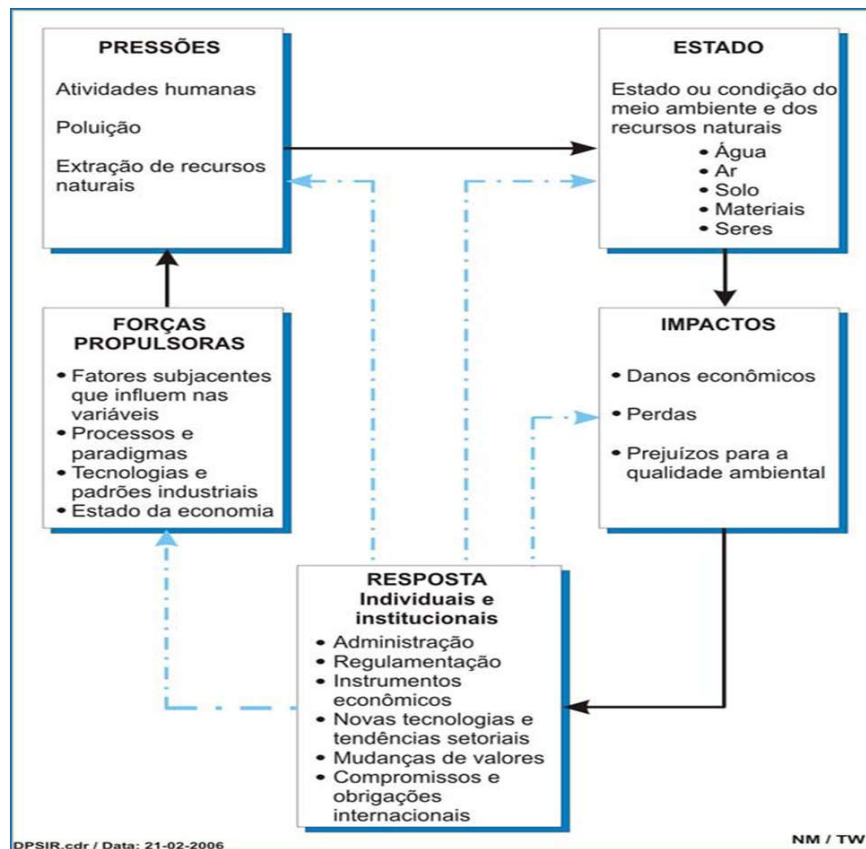 PRESSÕES
Atividades humanas
Poluição
Extração de recursos
naturais
ESTADO
Estado ou condição do
meio ambiente e dos
recursos naturais
• Água
• Ar
• Solo
• Materiais
• Seres
FORÇAS
PROPULSORAS
• Fatores subjacentes
que influem nas
variáveis
• Processos e
paradigmas
• Tecnologias e
padrões industriais
• Estado da economia
IMPACTOS
• Danos econômicos
• Perdas
• Prejuízos para a
qualidade ambiental
RESPOSTA
Individuais e
institucionais
• Administração
• Regulamentação
• Instrumentos
econômicos
• Novas tecnologias e
tendências setoriais
• Mudanças de valores
• Compromissos e
obrigações
internacionais
DPSIR.cdr / Data: 21-02-2006
NM / TW